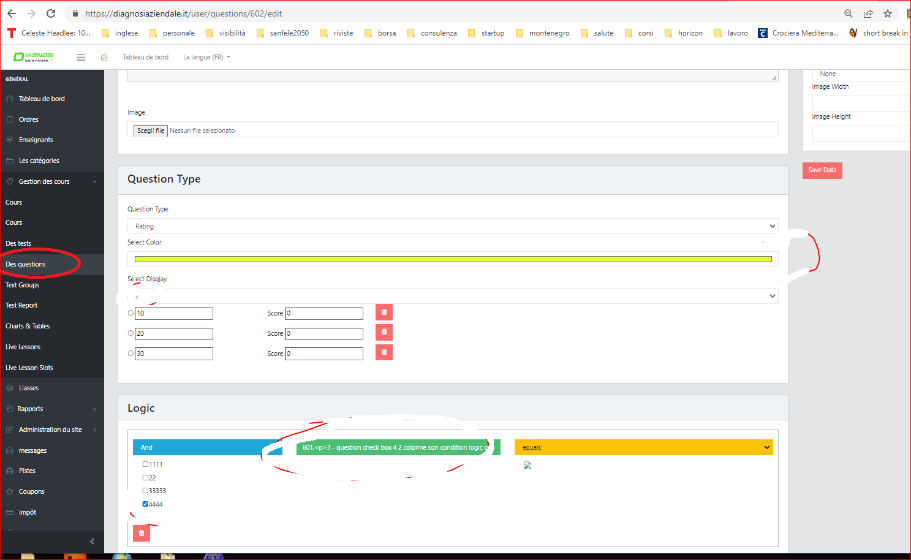 https://diagnosiaziendale.it/user/questions/602/edit
Celeste Headlee: 10... inglese personale visibilità sanfele2050 riviste borsa consulenza startup montenegro salute corsi horizon lavoro Crociera Mediterra... short break in
DIAGNOSI
Tableau de bord La langue (FR)
GÉNÉRAL
Tableau de bord
Ordres
Enseignants
Les catégories
Gestion des cours
Cours
Cours
Des tests
Des questions
Text Groups
Test Report
Charts & Tables
Live Lessons
Live Lesson Slots
Liasses
Rapports
Administration du site
messages
Pistes
Coupons
Impôt
Image
Scegli file Nessun file selezionato
Question Type
Question Type
Rating
Select Color
Select Display
4
10 Score 0
20 Score 0
30 Score 0
Logic
And 601.<p>3 - question check box 4 2 colonne con condition logic equals
1111
22
33333
4444
None
Image Width
Image Height
Save Data